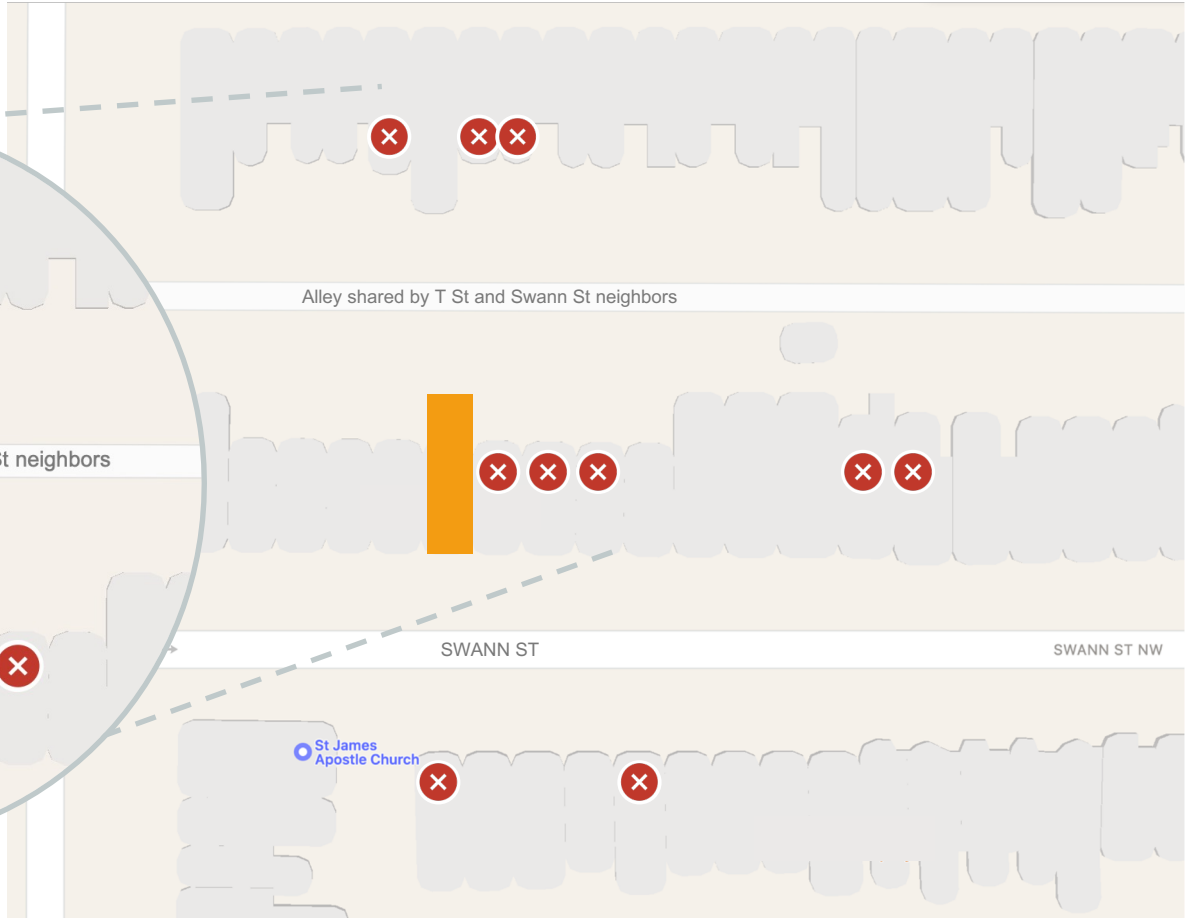 Alley shared by T St and Swann St neighbors
St neighbors
SWANN ST
SWANN ST NW
St James
Apostle Church